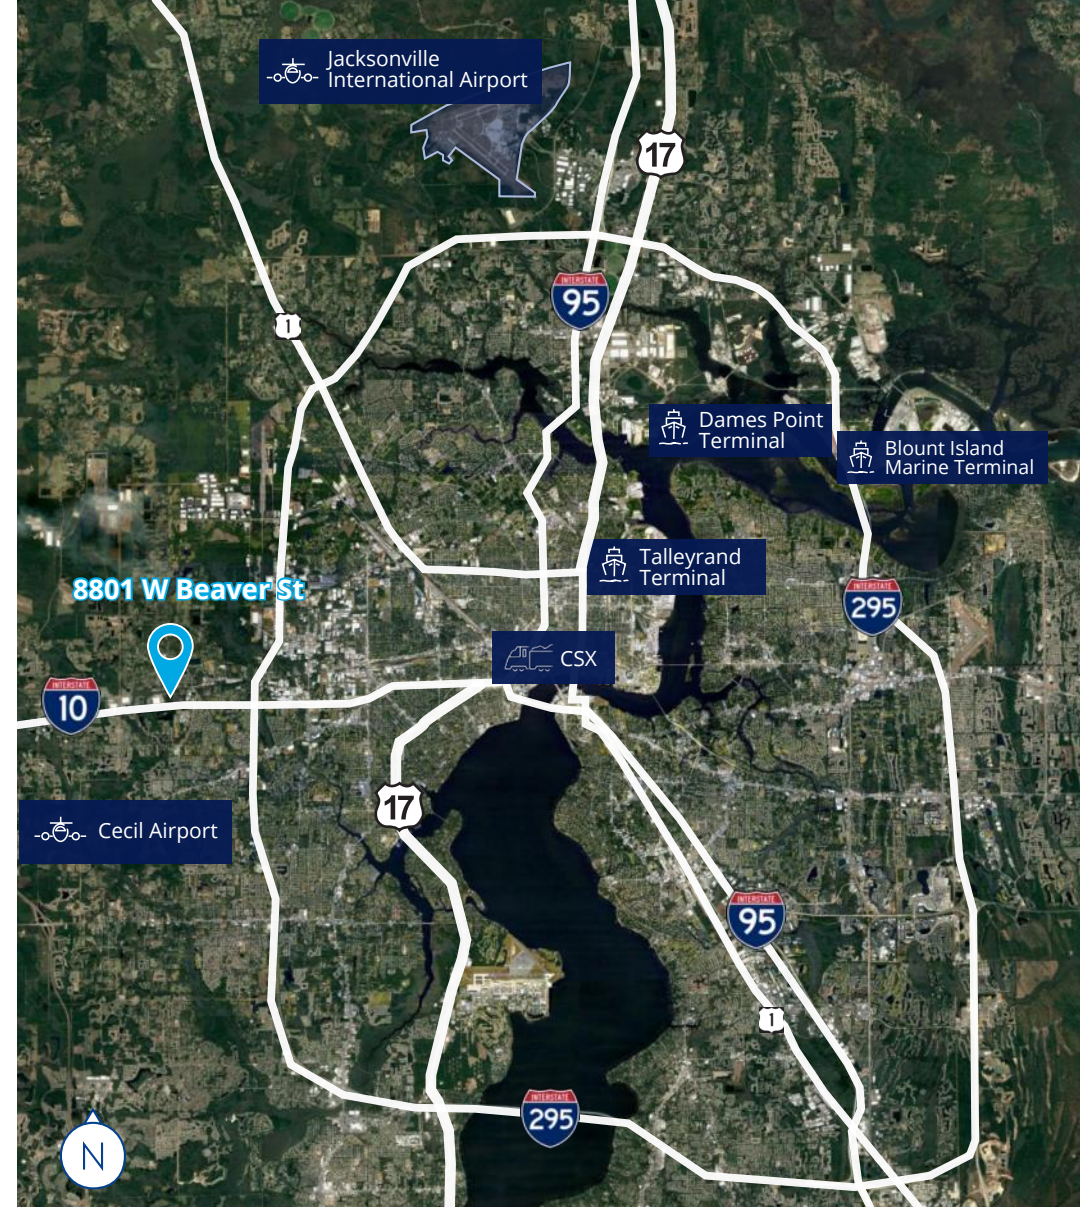 Jacksonville
International Airport
17
INTERSTATE
95
1
Dames Point
Terminal
Blount Island
Marine Terminal
Talleyrand
Terminal
8801 W Beaver St
INTERSTATE
295
CSX
INTERSTATE
10
17
Cecil Airport
INTERSTATE
95
1
INTERSTATE
295
N